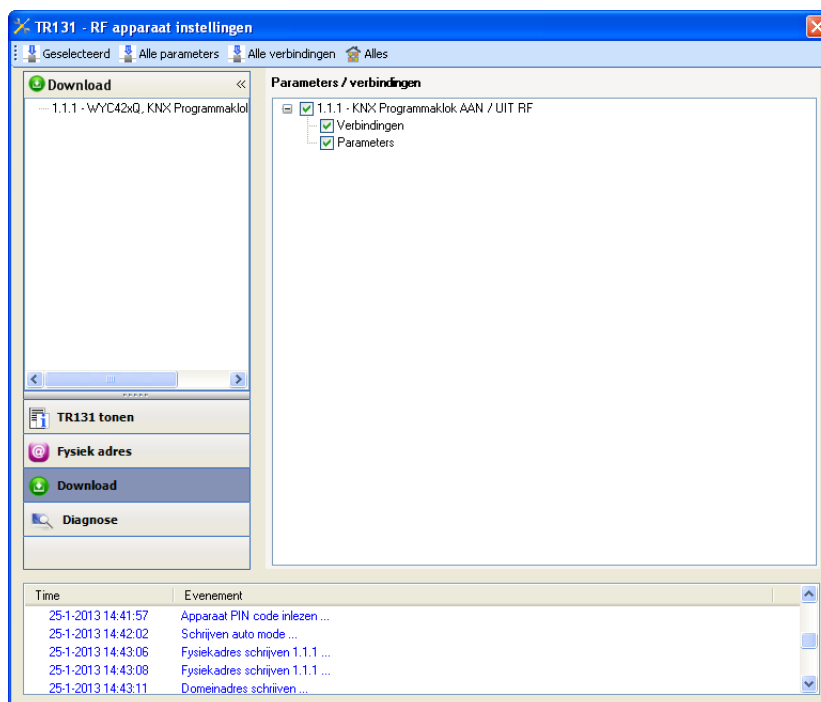 TR131 - RF apparaat instellingen
Geselecteerd Alle parameters Alle verbindingen Alles
Download «
1.1.1 - WYC42xQ, KNX Programmaklol
Parameters / verbindingen
1.1.1 - KNX Programmaklok AAN / UIT RF
Verbindingen
Parameters
TR131 tonen
Fysiek adres
Download
Diagnose
Time Evenement
25-1-2013 14:41:57 Apparaat PIN code inlezen ...
25-1-2013 14:42:02 Schrijven auto mode ...
25-1-2013 14:43:06 Fysiekadres schrijven 1.1.1 ...
25-1-2013 14:43:08 Fysiekadres schrijven 1.1.1 ...
25-1-2013 14:43:11 Domeinadres schrijven ...